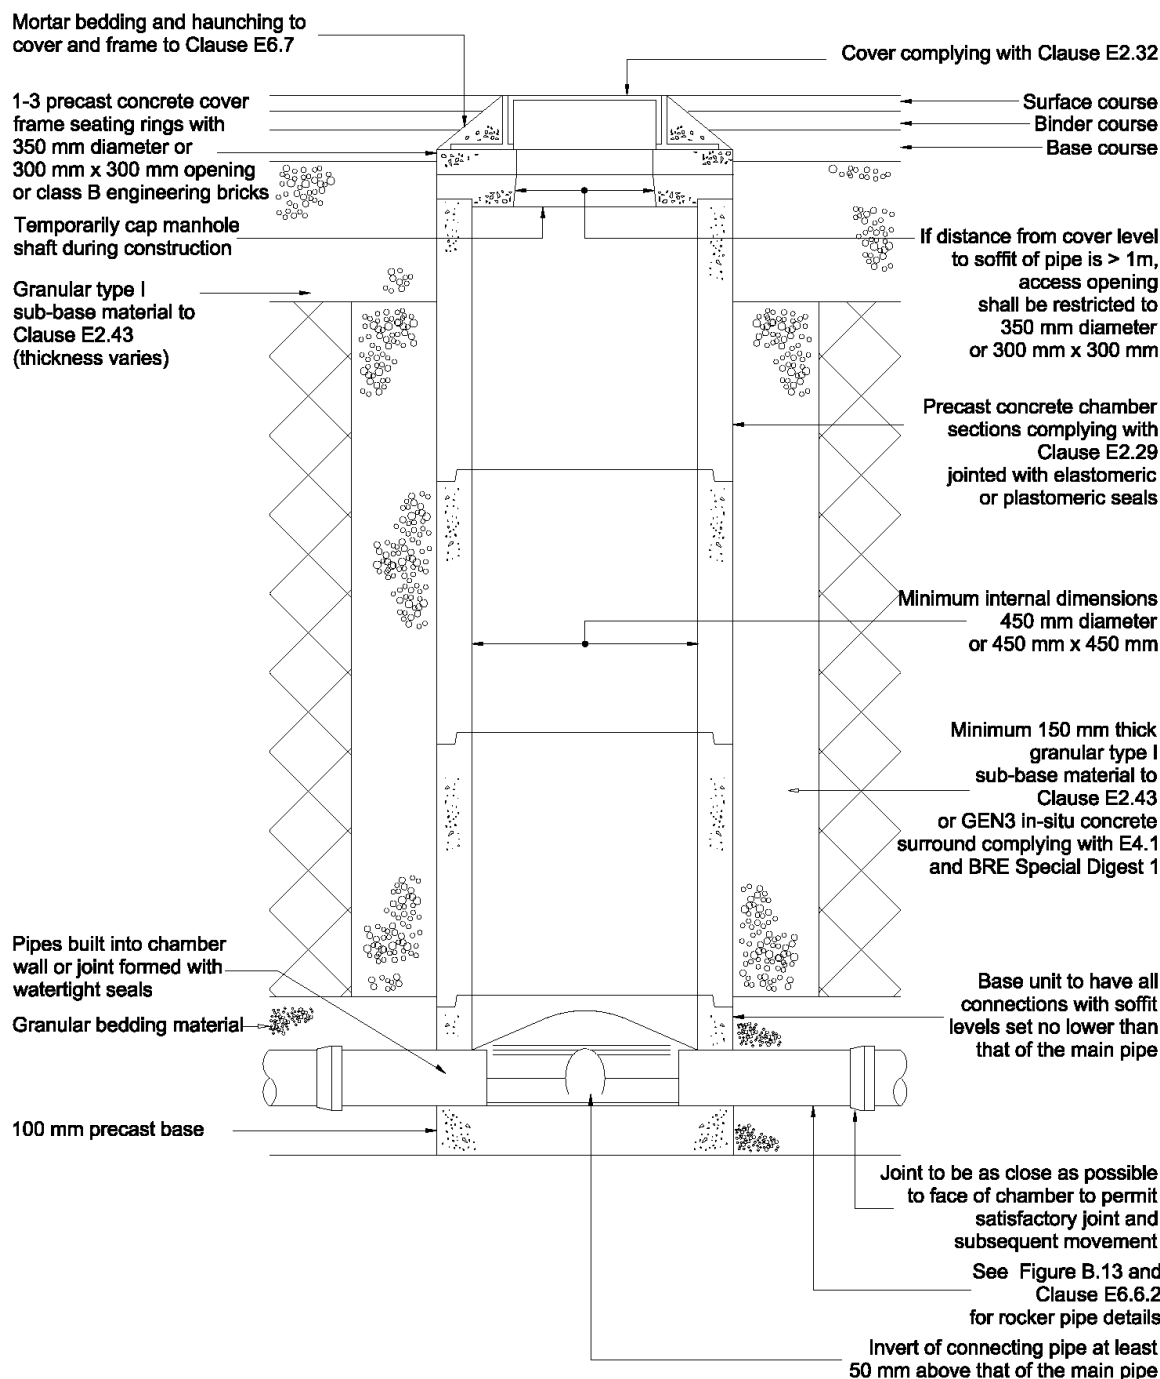 Mortar bedding and haunching to
cover and frame to Clause E6.7
Cover complying with Clause E2.32
1-3 precast concrete cover
frame seating rings with
350 mm diameter or
300 mm x 300 mm opening
or class B engineering bricks
Surface course
Binder course
Base course
Temporarily cap manhole
shaft during construction
If distance from cover level
to soffit of pipe is > 1m,
access opening
shall be restricted to
350 mm diameter
or 300 mm x 300 mm
Granular type I
sub-base material to
Clause E2.43
(thickness varies)
Precast concrete chamber
sections complying with
Clause E2.29
jointed with elastomeric
or plastomeric seals
Minimum internal dimensions
450 mm diameter
or 450 mm x 450 mm
Minimum 150 mm thick
granular type I
sub-base material to
Clause E2.43
or GEN3 in-situ concrete
surround complying with E4.1
and BRE Special Digest 1
Pipes built into chamber
wall or joint formed with
watertight seals
Granular bedding material
Base unit to have all
connections with soffit
levels set no lower than
that of the main pipe
100 mm precast base
Joint to be as close as possible
to face of chamber to permit
satisfactory joint and
subsequent movement
See Figure B.13 and
Clause E6.6.2
for rocker pipe details
Invert of connecting pipe at least
50 mm above that of the main pipe